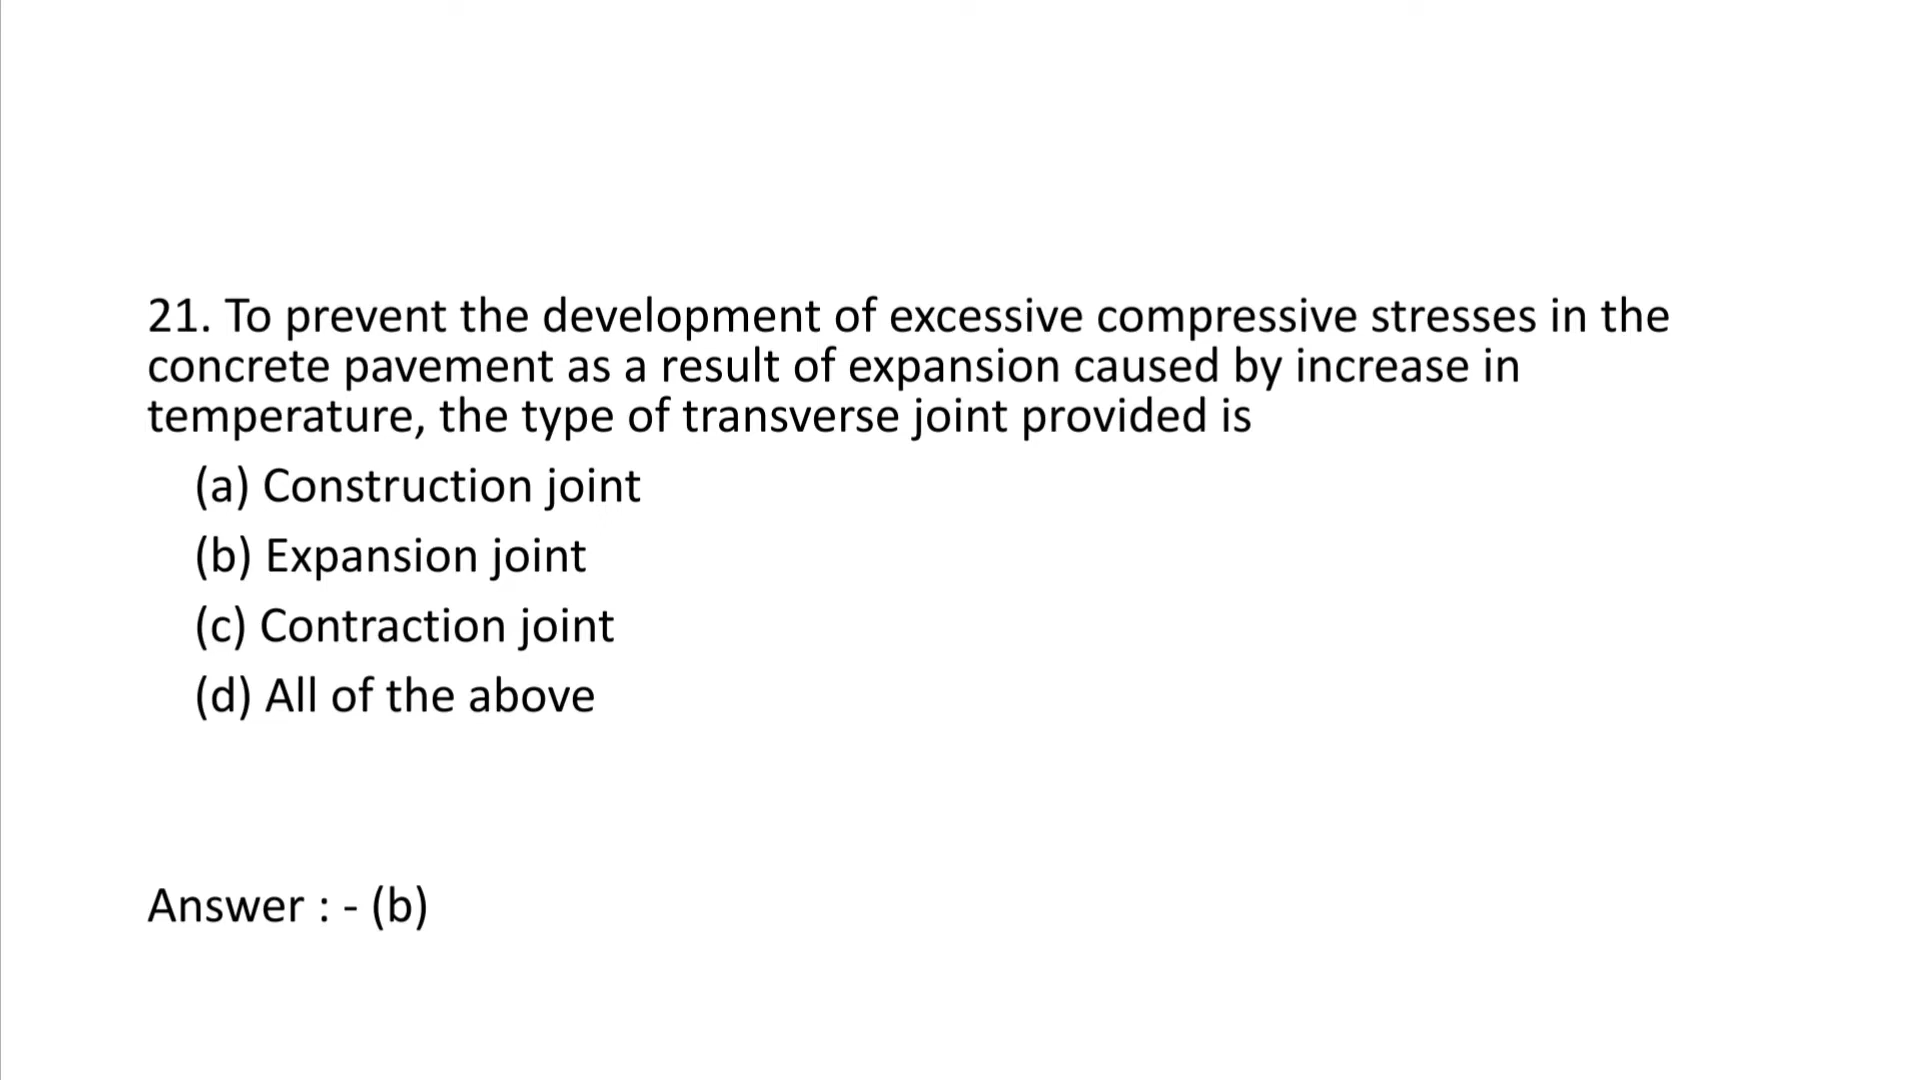 21. To prevent the development of excessive compressive stresses in the
concrete pavement as a result of expansion caused by increase in
temperature, the type of transverse joint provided is
(a) Construction joint
(b) Expansion joint
(c) Contraction joint
(d) All of the above
Answer : - (b)